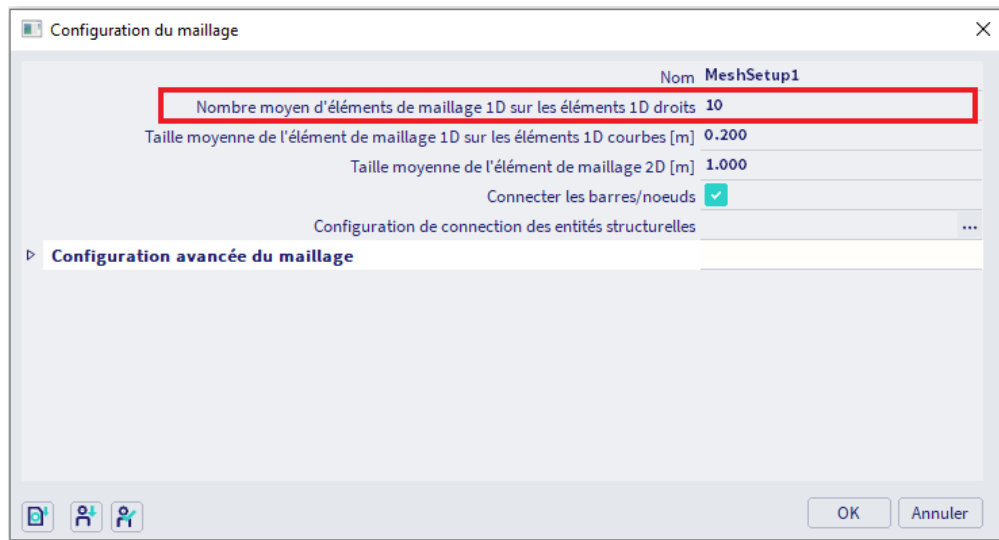 Configuration du maillage
Nom MeshSetup1
Nombre moyen d'éléments de maillage 1D sur les éléments 1D droits 10
Taille moyenne de l'élément de maillage 1D sur les éléments 1D courbes [m] 0.200
Taille moyenne de l'élément de maillage 2D [m] 1.000
Connecter les barres/noeuds
Configuration de connection des entités structurelles ...
Configuration avancée du maillage
OK Annuler